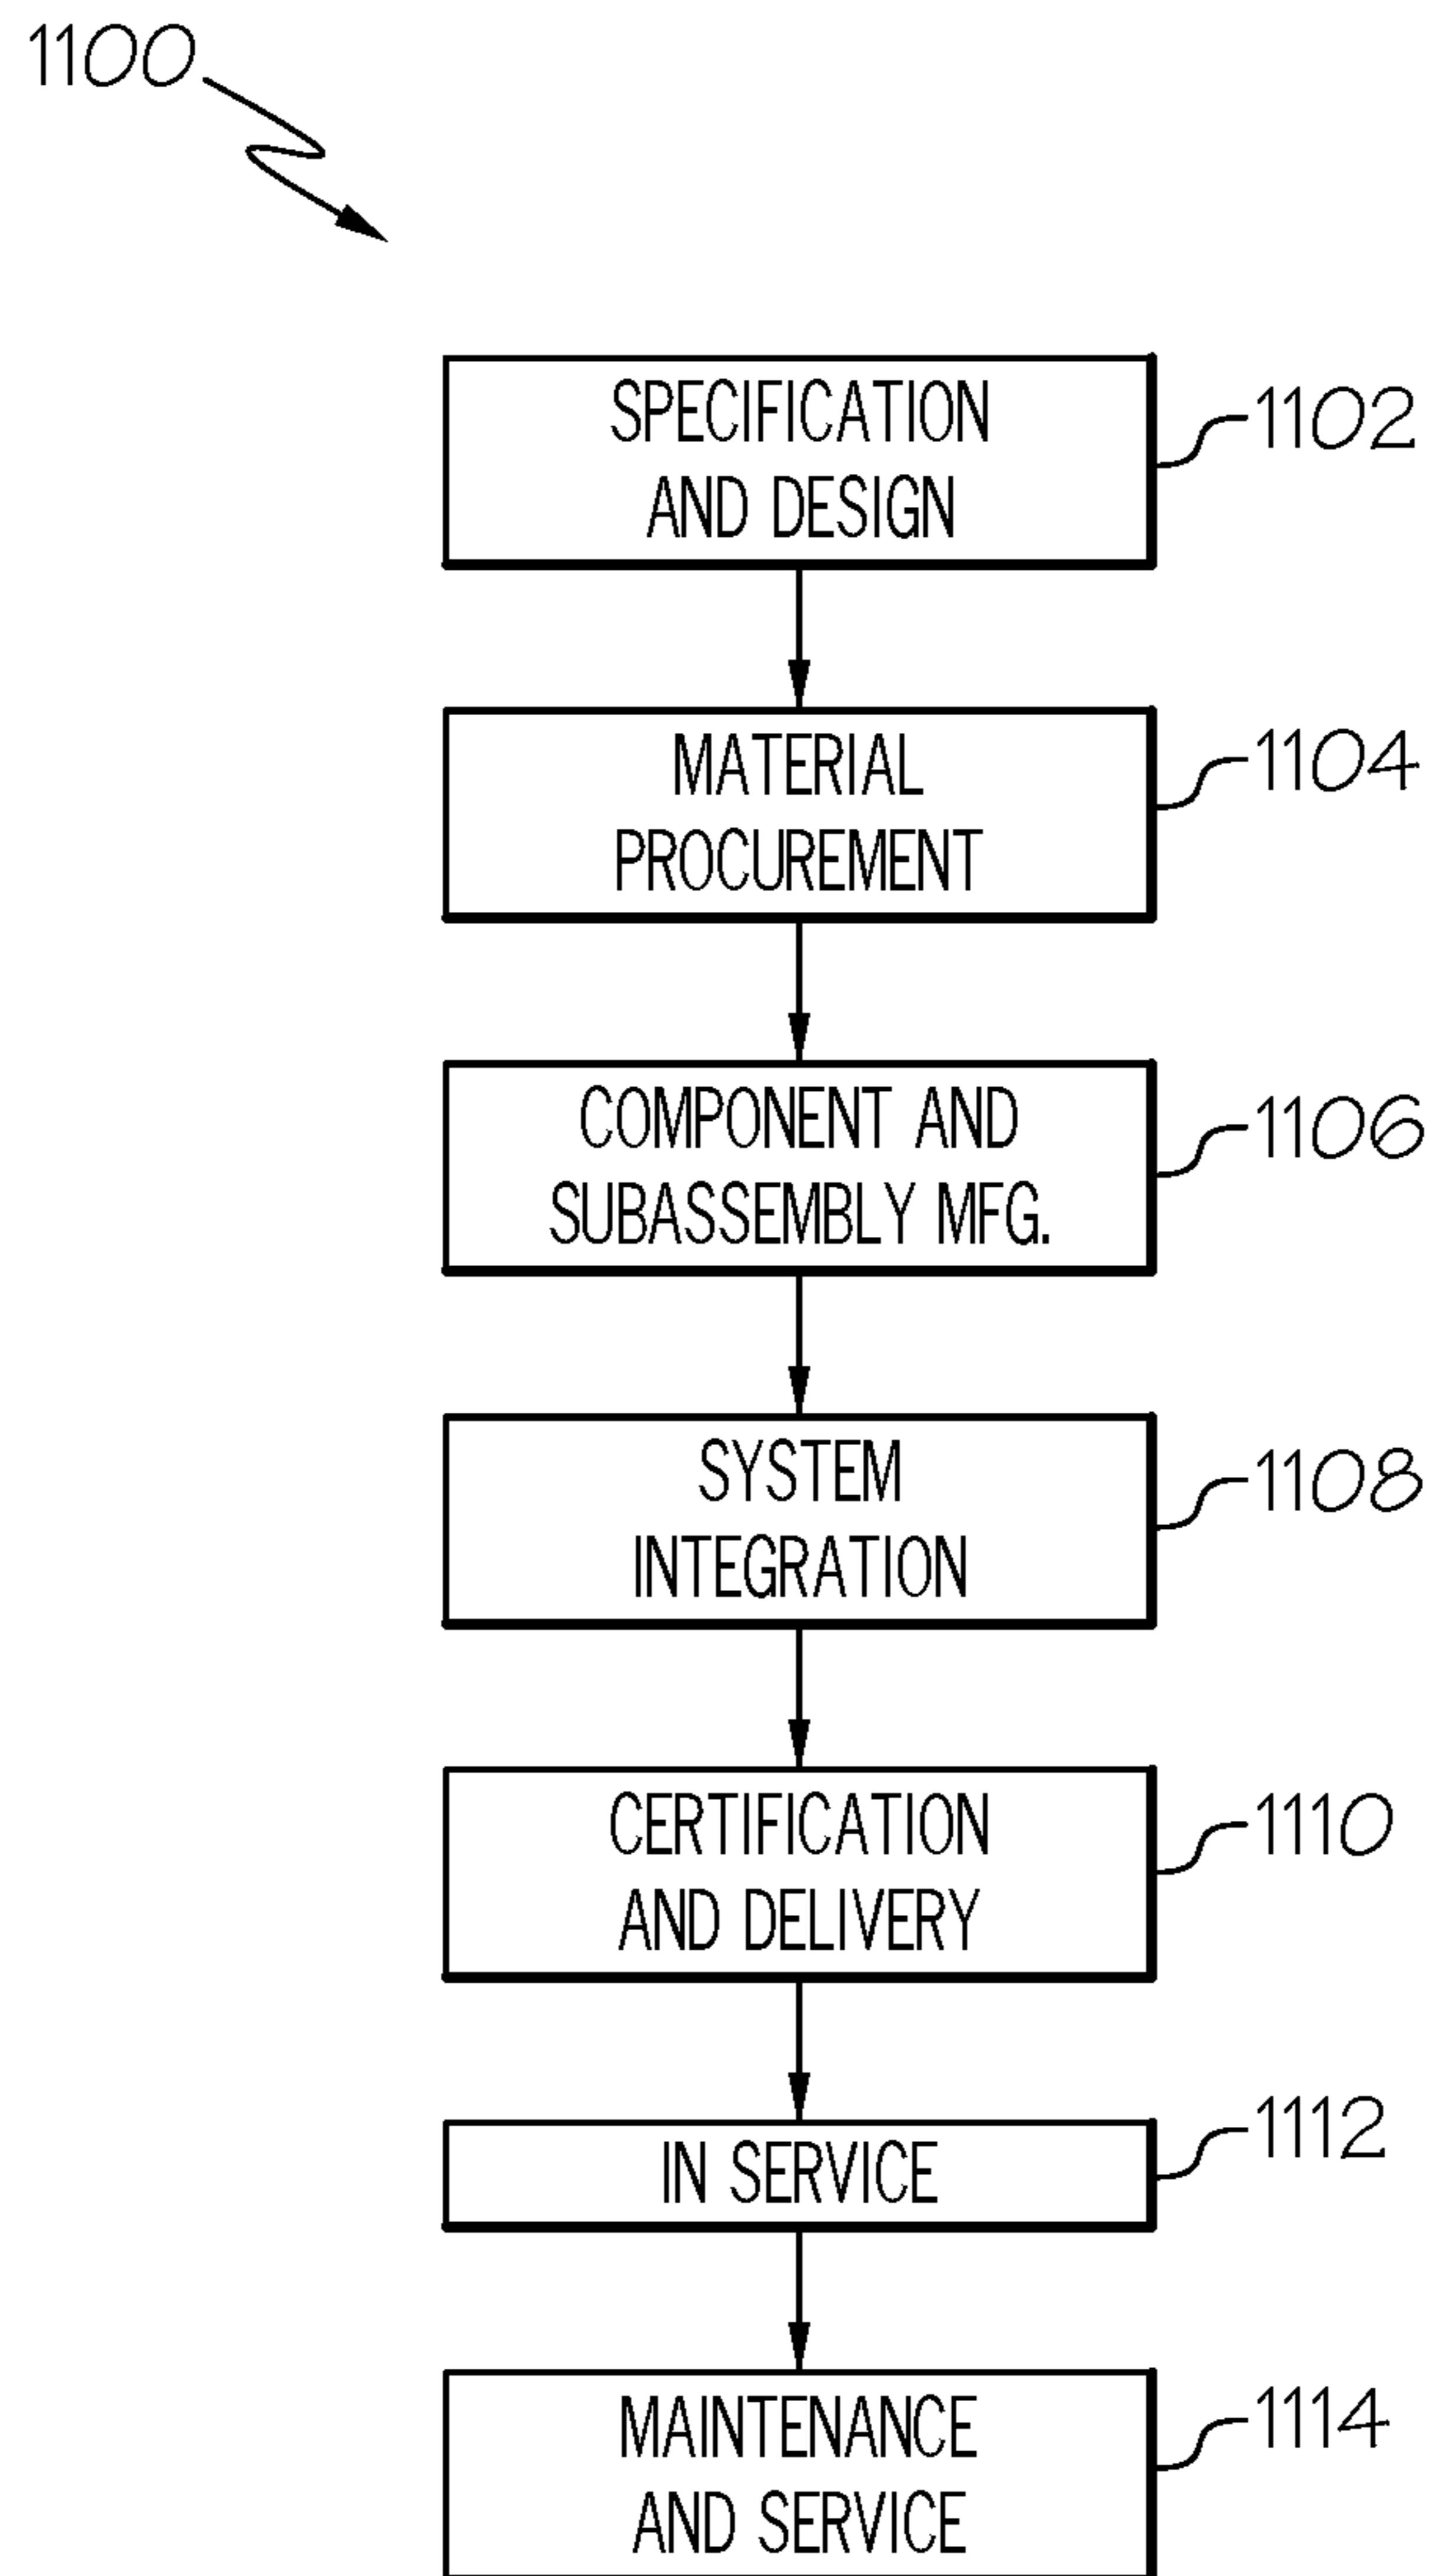 1100
SPECIFICATION
AND DESIGN
1102
MATERIAL
PROCUREMENT
1104
COMPONENT AND
SUBASSEMBLY MFG.
1106
SYSTEM
INTEGRATION
1108
CERTIFICATION
AND DELIVERY
1110
IN SERVICE
1112
MAINTENANCE
AND SERVICE
1114